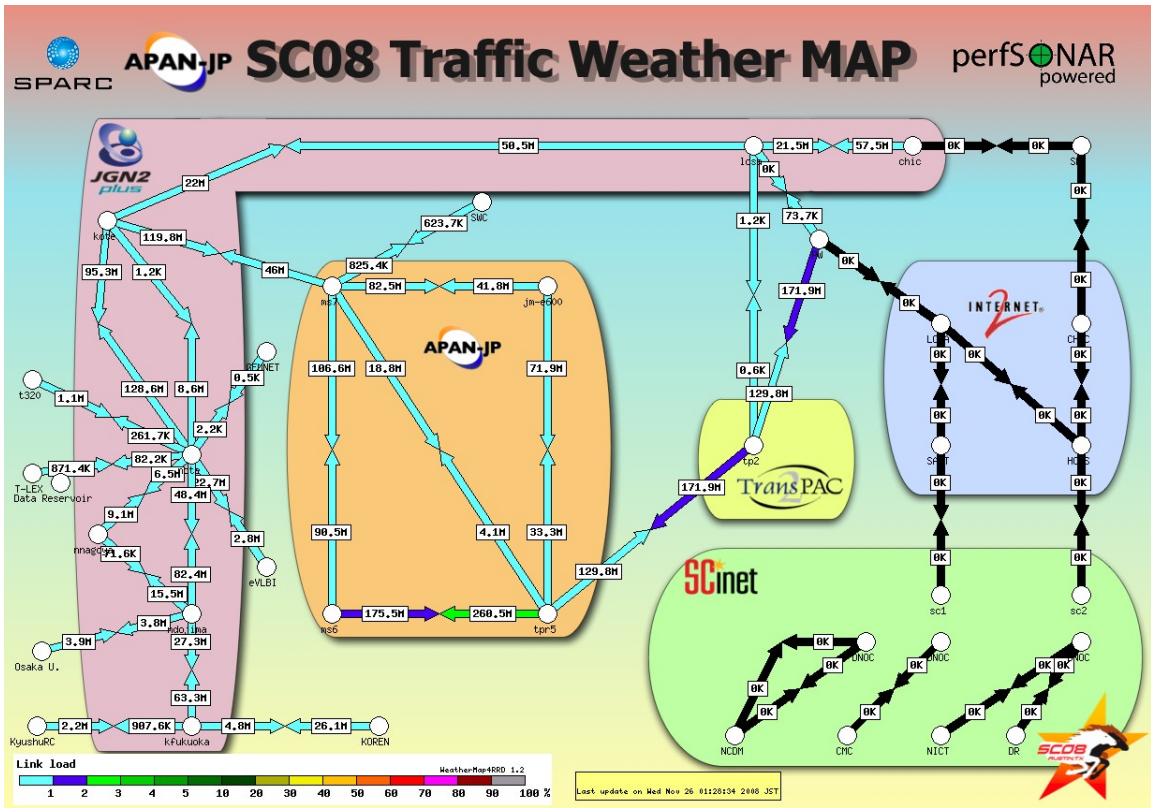 SPARC
APAN-JP
SC08 Traffic Weather MAP
perfSONAR
powered
JGN2
plus
50.5M
21.5M
57.5M
chic
0K
0K
0K
0K
22M
1.2K
73.7K
SWC
623.7K
119.8M
46M
825.4K
95.3M
1.2K
ms7
82.5M
41.8M
jm-e600
171.9M
0K
0K
INTERNET
2
APAN-JP
106.6M
18.8M
71.9M
128.6M
8.6M
0.5K
0.6K
129.8M
0K
0K
0K
0K
0K
0K
0K
0K
t320
1.1M
261.7K
2.2K
82.2K
871.4K
T-LEX
Data Reservoir
6.5M
22.7M
48.4M
tp2
TransPAC
2
171.9M
9.1M
2.8M
90.5M
4.1M
33.3M
129.8M
nnagoya
71.6K
eVLBI
82.4M
15.5M
3.8M
3.9M
Osaka U.
27.3M
63.3M
ms6
175.5M
260.5M
tpr5
SCinet
0K
0K
sc1
sc2
KyushuRC
2.2M
907.6K
kfukuoka
4.8M
26.1M
KOREN
0K
0K
0K
0K
0K
0K
0K
0K
0K
0K
DNOC
NCDM
CMC
NICT
DR
SC08
AUSTIN,TX
Link load
WeatherMap4RRD 1.2
1 2 3 4 5 10 20 30 40 50 60 70 80 90 100 %
Last update on Wed Nov 26 01:28:34 2008 JST